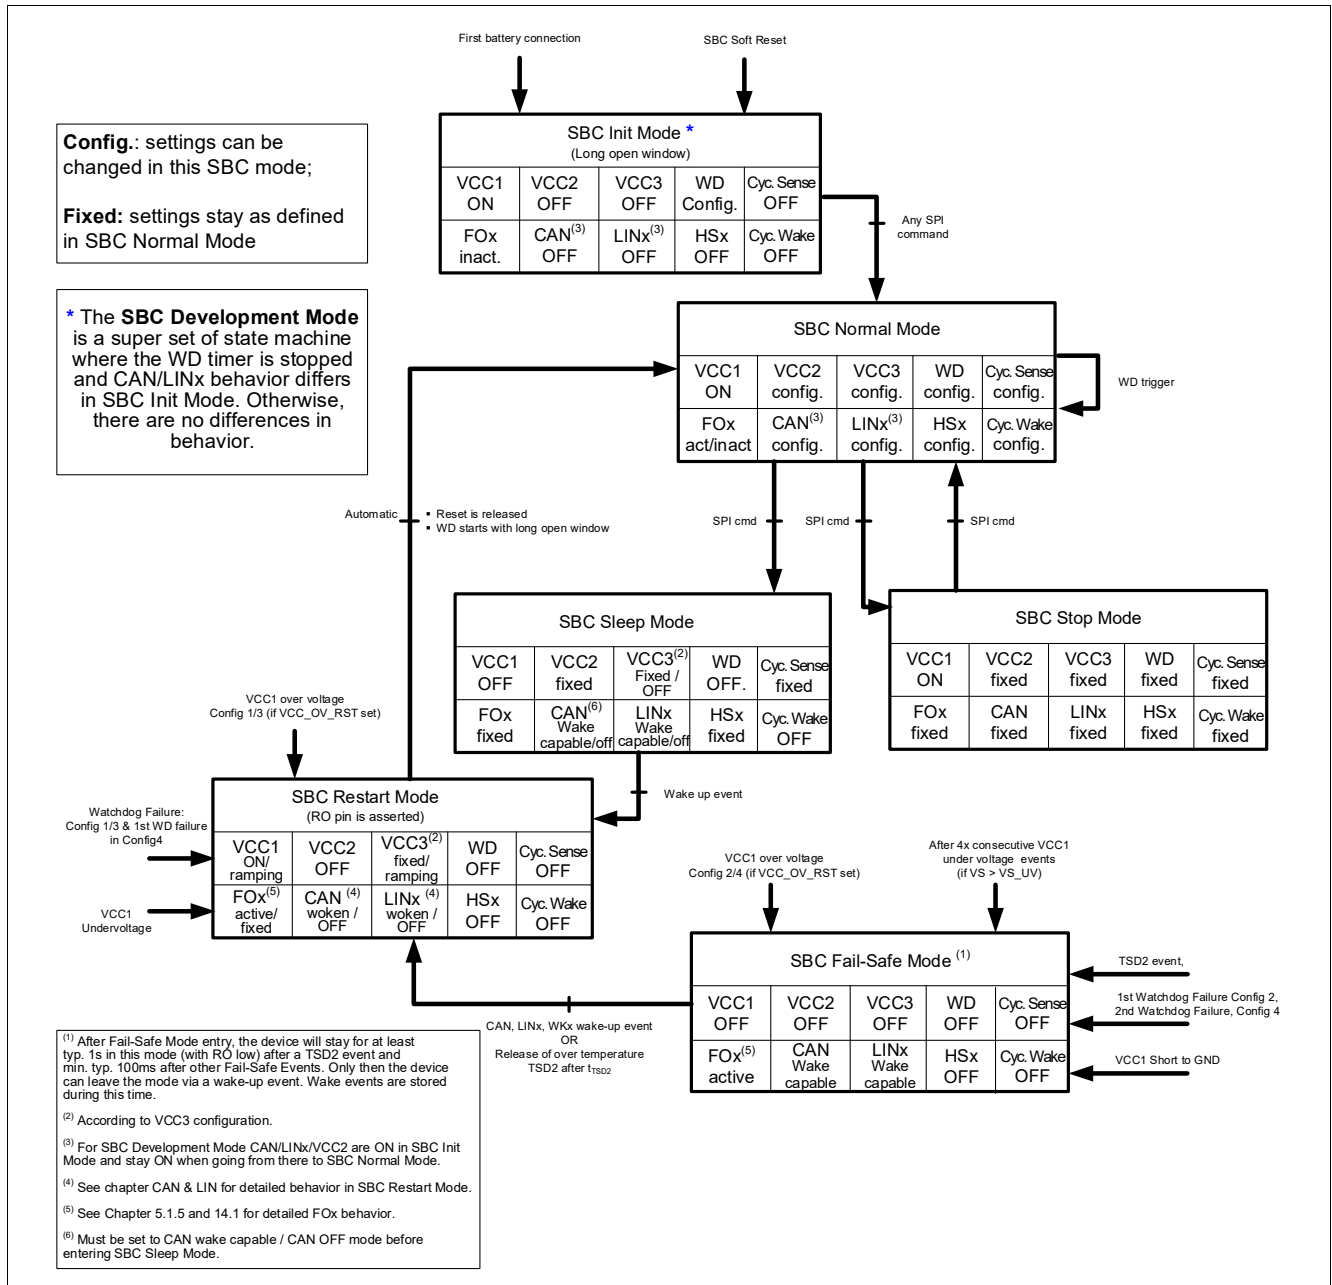 First battery connection
SBC Soft Reset
Config.: settings can be
changed in this SBC mode;
Fixed: settings stay as defined
in SBC Normal Mode
* The SBC Development Mode
is a super set of state machine
where the WD timer is stopped
and CAN/LINx behavior differs
in SBC Init Mode. Otherwise,
there are no differences in
behavior.
SBC Init Mode *
(Long open window)
VCC1
ON
VCC2
OFF
VCC3
OFF
WD
Config.
Cyc. Sense
OFF
FOx
inact.
CAN(3)
OFF
LINx(3)
OFF
HSx
OFF
Cyc. Wake
OFF
Any SPI
command
SBC Normal Mode
VCC1
ON
VCC2
config.
VCC3
config.
WD
config.
Cyc. Sense
config.
FOx
act/inact
CAN(3)
config.
LINx(3)
config.
HSx
config.
Cyc. Wake
config.
WD trigger
Automatic
▪ Reset is released
▪ WD starts with long open window
SPI cmd
SPI cmd
SPI cmd
SBC Sleep Mode
VCC1
OFF
VCC2
fixed
VCC3(2)
Fixed /
OFF
WD
OFF.
Cyc. Sense
fixed
FOx
fixed
CAN(6)
Wake
capable/off
LINx
Wake
capable/off
HSx
fixed
Cyc. Wake
OFF
SBC Stop Mode
VCC1
ON
VCC2
fixed
VCC3
fixed
WD
fixed
Cyc. Sense
fixed
FOx
fixed
CAN
fixed
LINx
fixed
HSx
fixed
Cyc. Wake
fixed
VCC1 over voltage
Config 1/3 (if VCC_OV_RST set)
Wake up event
Watchdog Failure:
Config 1/3 & 1st WD failure
in Config4
VCC1
Undervoltage
SBC Restart Mode
(RO pin is asserted)
VCC1
ON/
ramping
VCC2
OFF
VCC3(2)
fixed/
ramping
WD
OFF
Cyc. Sense
OFF
FOx(5)
active/
fixed
CAN (4)
woken /
OFF
LINx (4)
woken /
OFF
HSx
OFF
Cyc. Wake
OFF
VCC1 over voltage
Config 2/4 (if VCC_OV_RST set)
After 4x consecutive VCC1
under voltage events
(if VS > VS_UV)
SBC Fail-Safe Mode (1)
VCC1
OFF
VCC2
OFF
VCC3
OFF
WD
OFF
Cyc. Sense
OFF
FOx(5)
active
CAN
Wake
capable
LINx
Wake
capable
HSx
OFF
Cyc. Wake
OFF
TSD2 event,
1st Watchdog Failure Config 2,
2nd Watchdog Failure, Config 4
VCC1 Short to GND
CAN, LINx, WKx wake-up event
OR
Release of over temperature
TSD2 after tTSD2
(1) After Fail-Safe Mode entry, the device will stay for at least
typ. 1s in this mode (with RO low) after a TSD2 event and
min. typ. 100ms after other Fail-Safe Events. Only then the device
can leave the mode via a wake-up event. Wake events are stored
during this time.
(2) According to VCC3 configuration.
(3) For SBC Development Mode CAN/LINx/VCC2 are ON in SBC Init
Mode and stay ON when going from there to SBC Normal Mode.
(4) See chapter CAN & LIN for detailed behavior in SBC Restart Mode.
(5) See Chapter 5.1.5 and 14.1 for detailed FOx behavior.
(6) Must be set to CAN wake capable / CAN OFF mode before
entering SBC Sleep Mode.